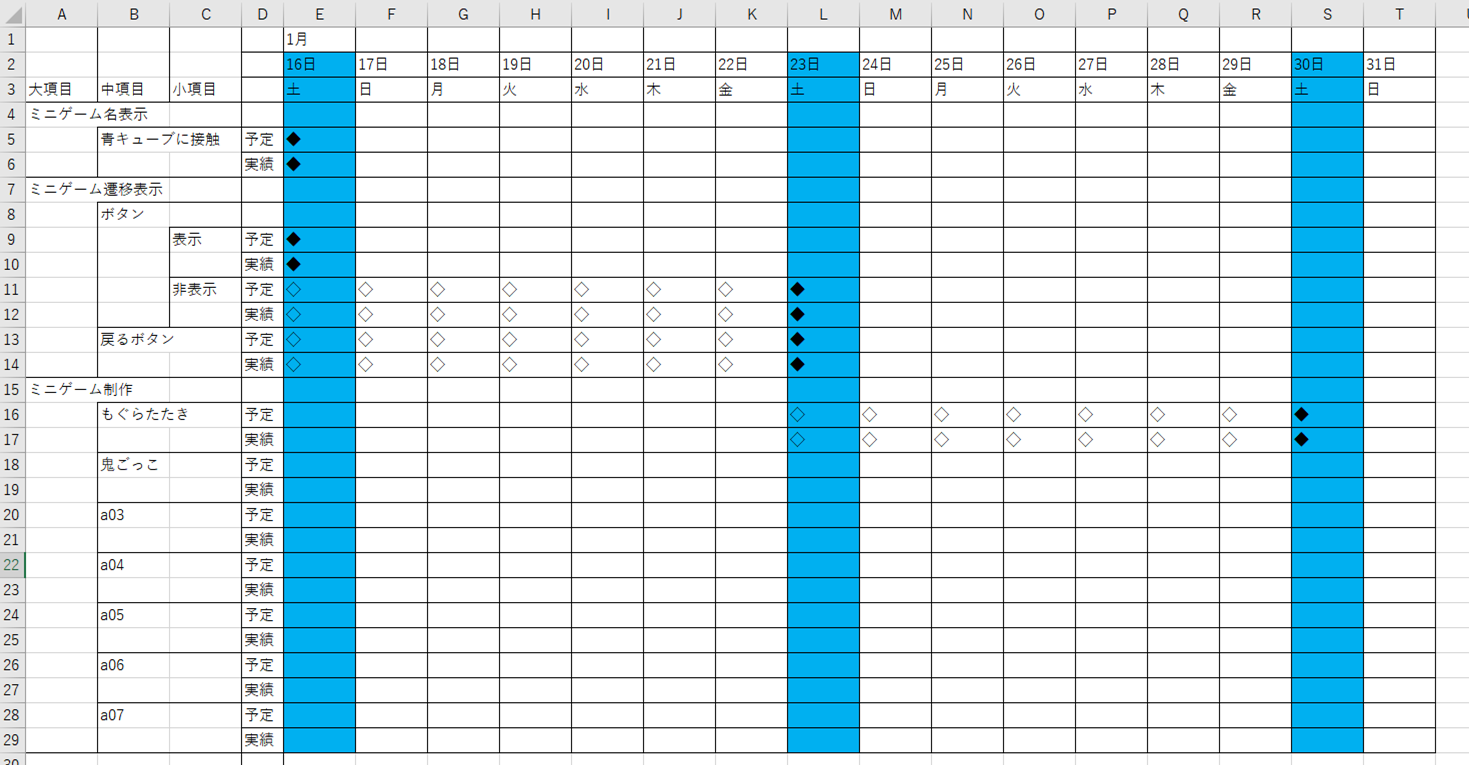 A B C D E F G H I J K L M N O P Q R S T
1 1月
2 16日 17日 18日 19日 20日 21日 22日 23日 24日 25日 26日 27日 28日 29日 30日 31日
3 大項目 中項目 小項目 土 日 月 火 水 木 金 土 日 月 火 水 木 金 土 日
4 ミニゲーム名表示
5 青キューブに接触 予定 ◆
6 実績 ◆
7 ミニゲーム遷移表示
8 ボタン
9 表示 予定 ◆
10 実績 ◆
11 非表示 予定 ◇ ◇ ◇ ◇ ◇ ◇ ◇ ◆
12 実績 ◇ ◇ ◇ ◇ ◇ ◇ ◇ ◆
13 戻るボタン 予定 ◇ ◇ ◇ ◇ ◇ ◇ ◇ ◆
14 実績 ◇ ◇ ◇ ◇ ◇ ◇ ◇ ◆
15 ミニゲーム制作
16 もぐらたたき 予定 ◇ ◇ ◇ ◇ ◇ ◇ ◇ ◆
17 実績 ◇ ◇ ◇ ◇ ◇ ◇ ◇ ◆
18 鬼ごっこ 予定
19 実績
20 a03 予定
21 実績
22 a04 予定
23 実績
24 a05 予定
25 実績
26 a06 予定
27 実績
28 a07 予定
29 実績